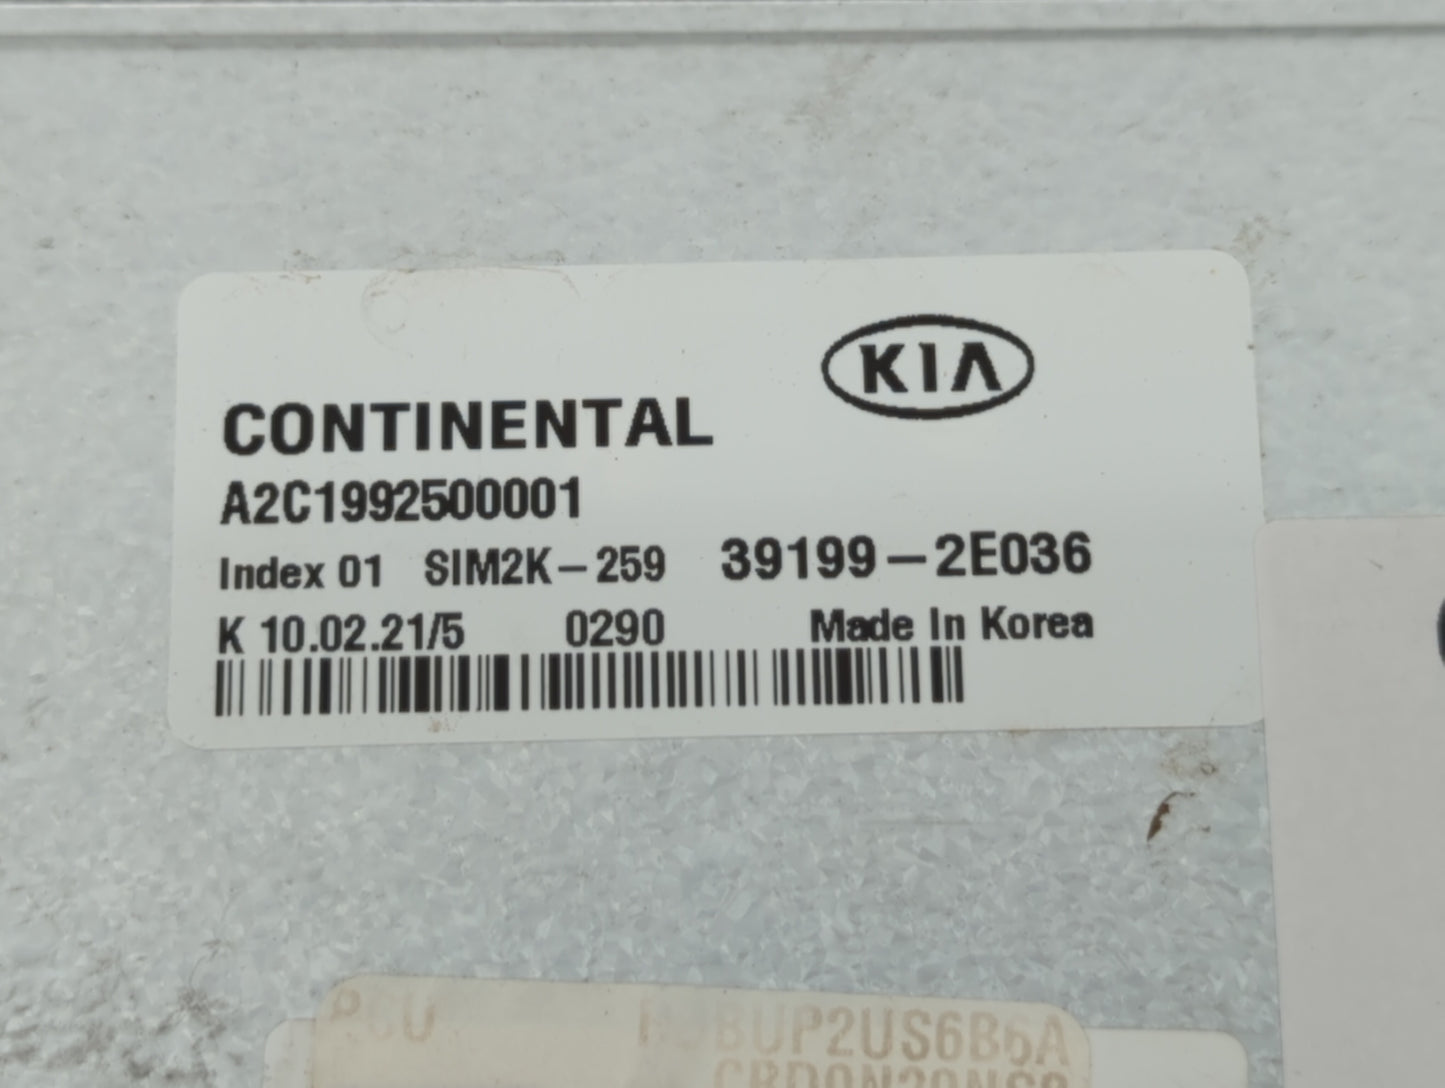 KIA
CONTINENTAL
A2C1992500001
Index 01 SIM2K-259 39199-2E036
K 10.02.21/5 0290 Made In Korea